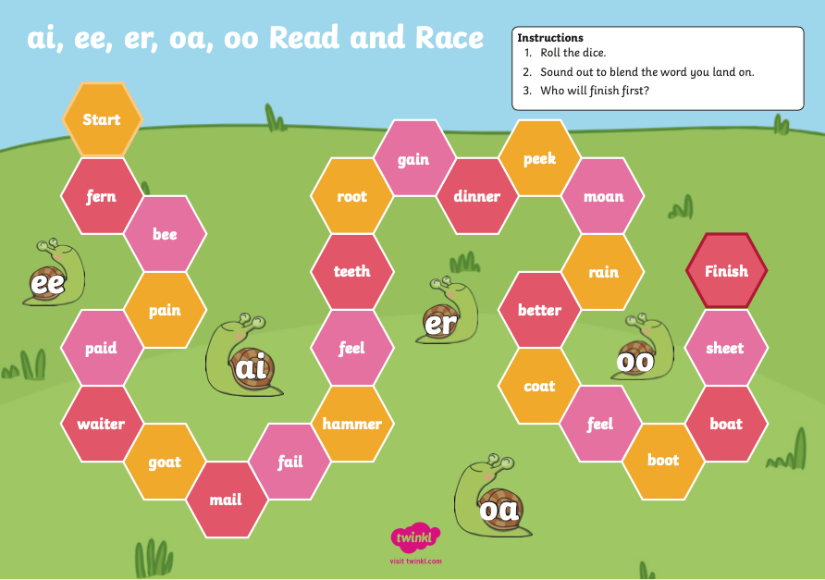 ai, ee, er, oa, oo Read and Race
Instructions
1. Roll the dice.
2. Sound out to blend the word you land on.
3. Who will finish first?
Start
fern
bee
pain
paid
waiter
goat
mail
fail
hammer
feel
teeth
root
gain
dinner
peek
moan
rain
better
coat
feel
boot
boat
sheet
Finish
ee
ai
er
oo
oa
twinkl
visit twinkl.com